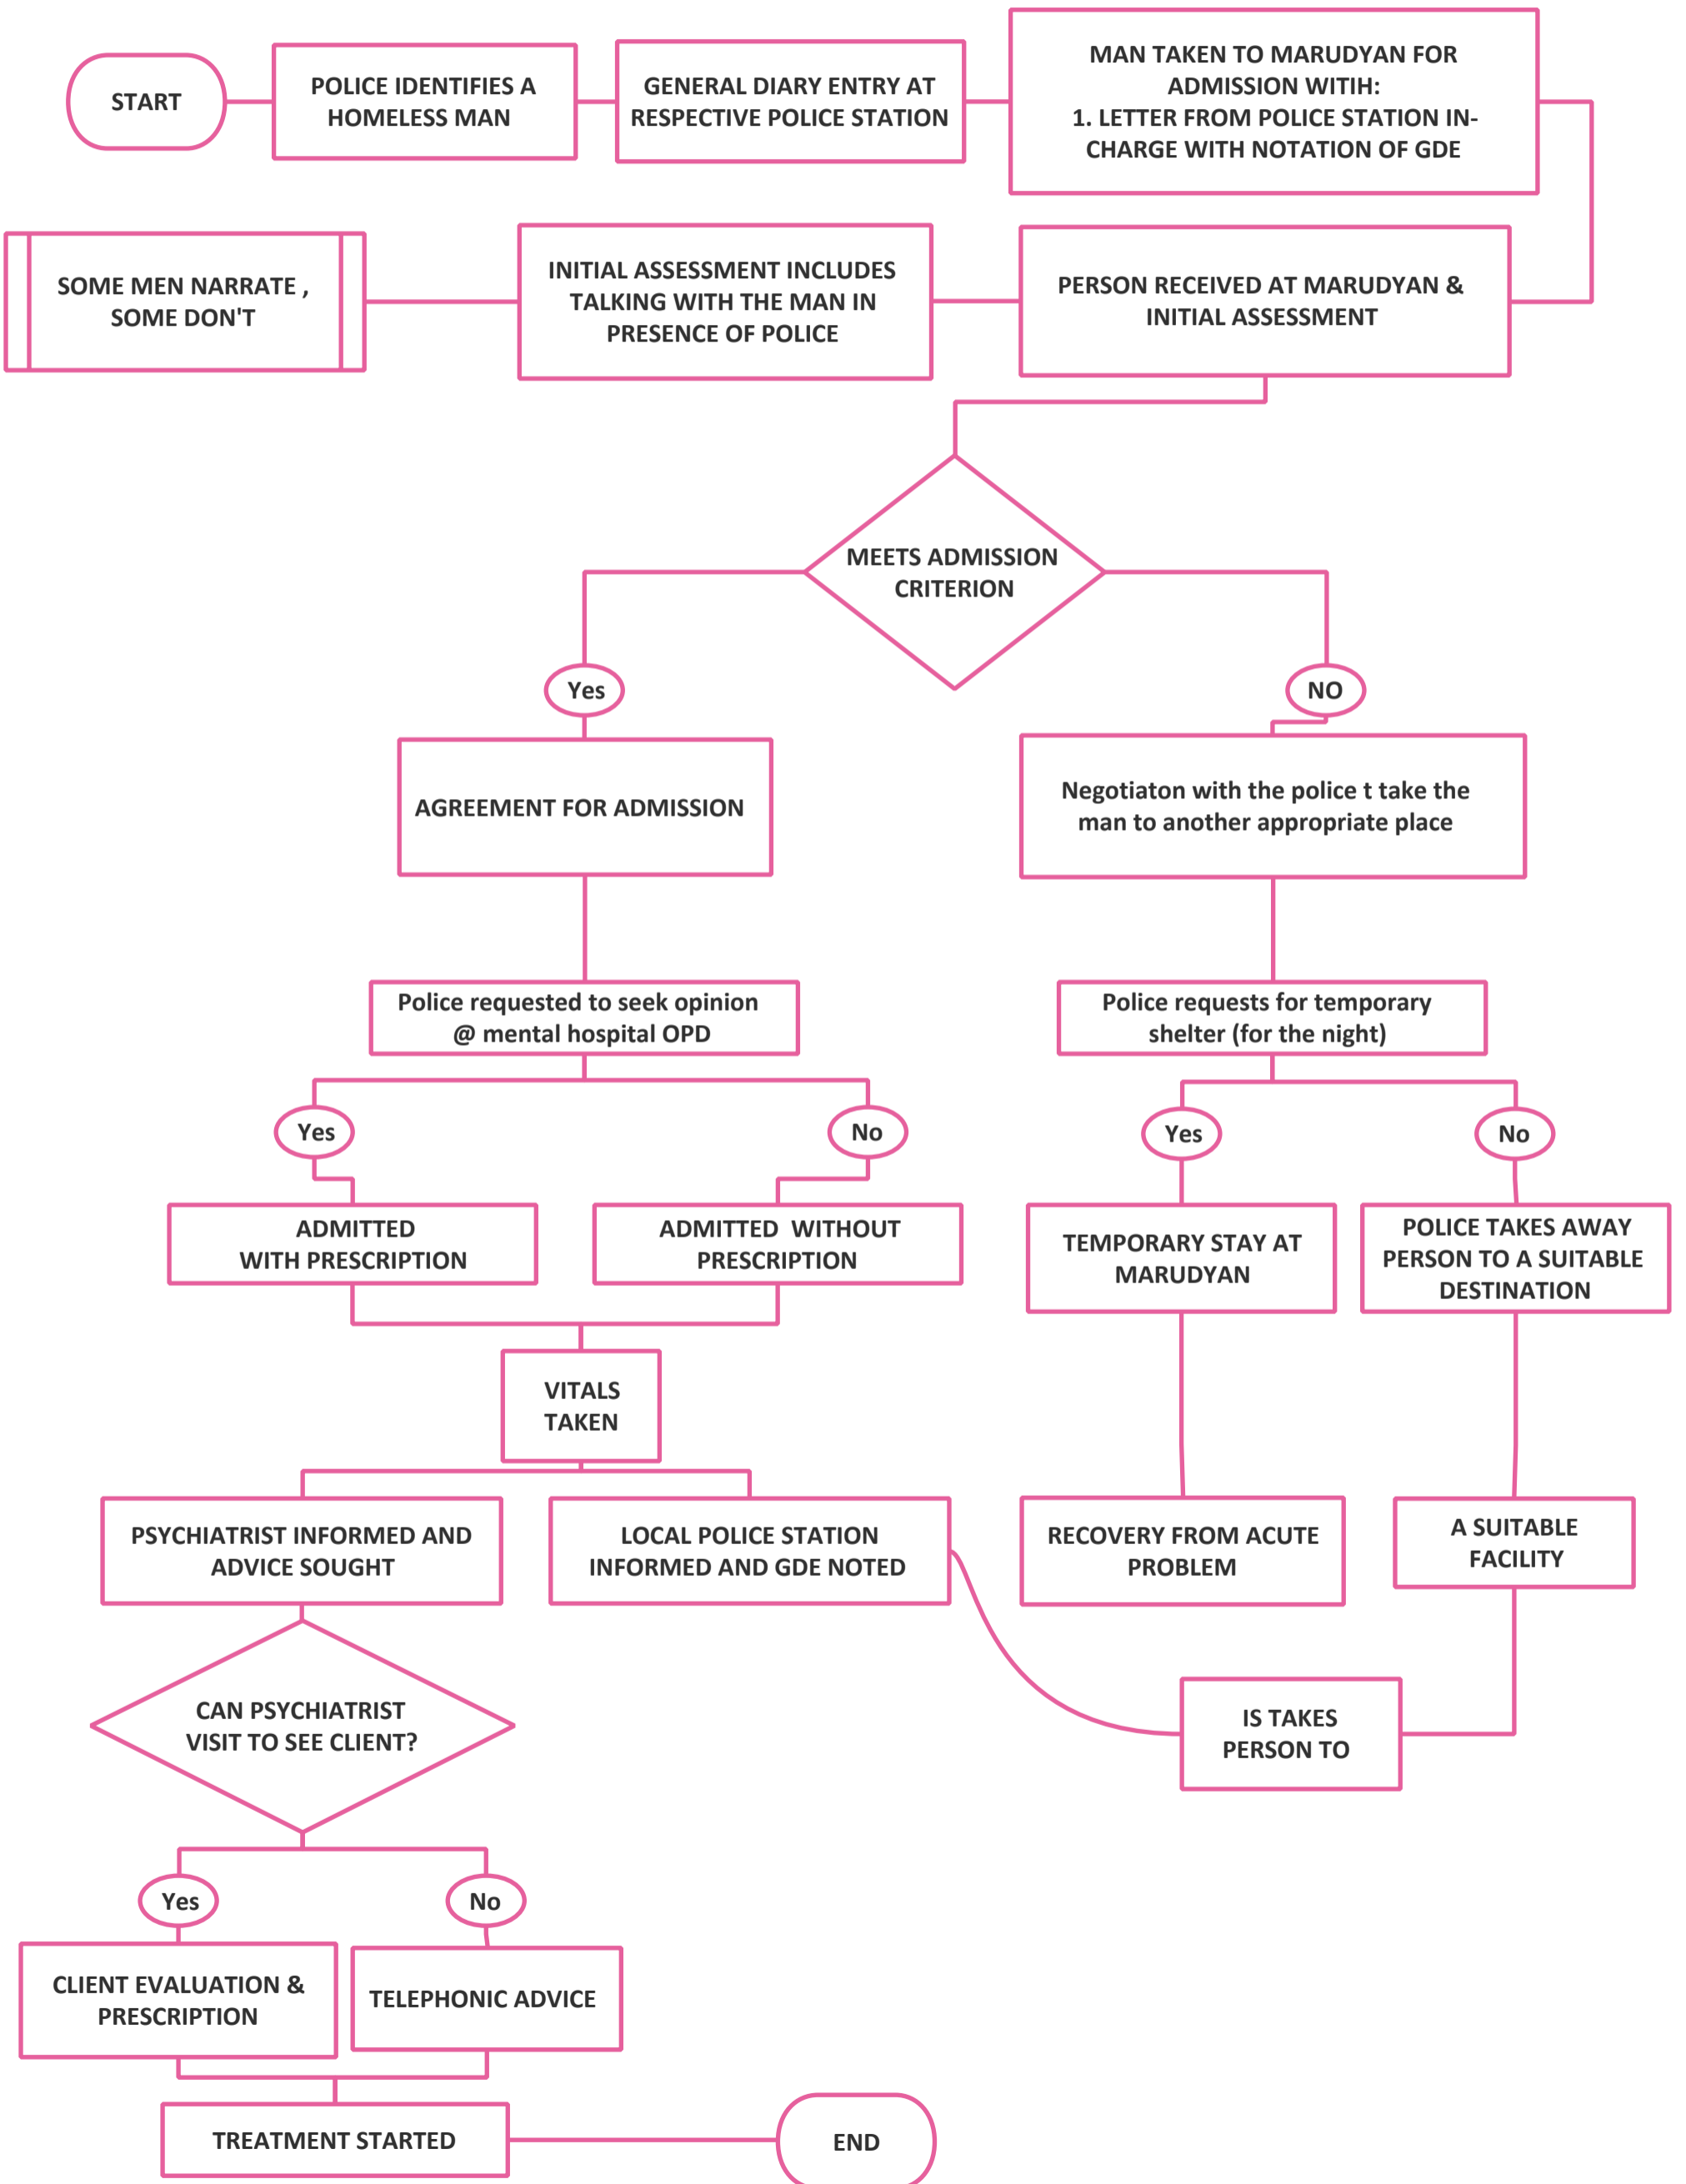 START
POLICE IDENTIFIES A
HOMELESS MAN
GENERAL DIARY ENTRY AT
RESPECTIVE POLICE STATION
MAN TAKEN TO MARUDYAN FOR
ADMISSION WITIH:
1. LETTER FROM POLICE STATION IN-
CHARGE WITH NOTATION OF GDE
SOME MEN NARRATE ,
SOME DON'T
INITIAL ASSESSMENT INCLUDES
TALKING WITH THE MAN IN
PRESENCE OF POLICE
PERSON RECEIVED AT MARUDYAN &
INITIAL ASSESSMENT
MEETS ADMISSION
CRITERION
Yes
NO
AGREEMENT FOR ADMISSION
Negotiaton with the police t take the
man to another appropriate place
Police requested to seek opinion
@ mental hospital OPD
Police requests for temporary
shelter (for the night)
Yes
No
Yes
No
ADMITTED
WITH PRESCRIPTION
ADMITTED  WITHOUT
PRESCRIPTION
TEMPORARY STAY AT
MARUDYAN
POLICE TAKES AWAY
PERSON TO A SUITABLE
DESTINATION
VITALS
TAKEN
PSYCHIATRIST INFORMED AND
ADVICE SOUGHT
LOCAL POLICE STATION
INFORMED AND GDE NOTED
RECOVERY FROM ACUTE
PROBLEM
A SUITABLE
FACILITY
CAN PSYCHIATRIST
VISIT TO SEE CLIENT?
IS TAKES
PERSON TO
Yes
No
CLIENT EVALUATION &
PRESCRIPTION
TELEPHONIC ADVICE
TREATMENT STARTED
END